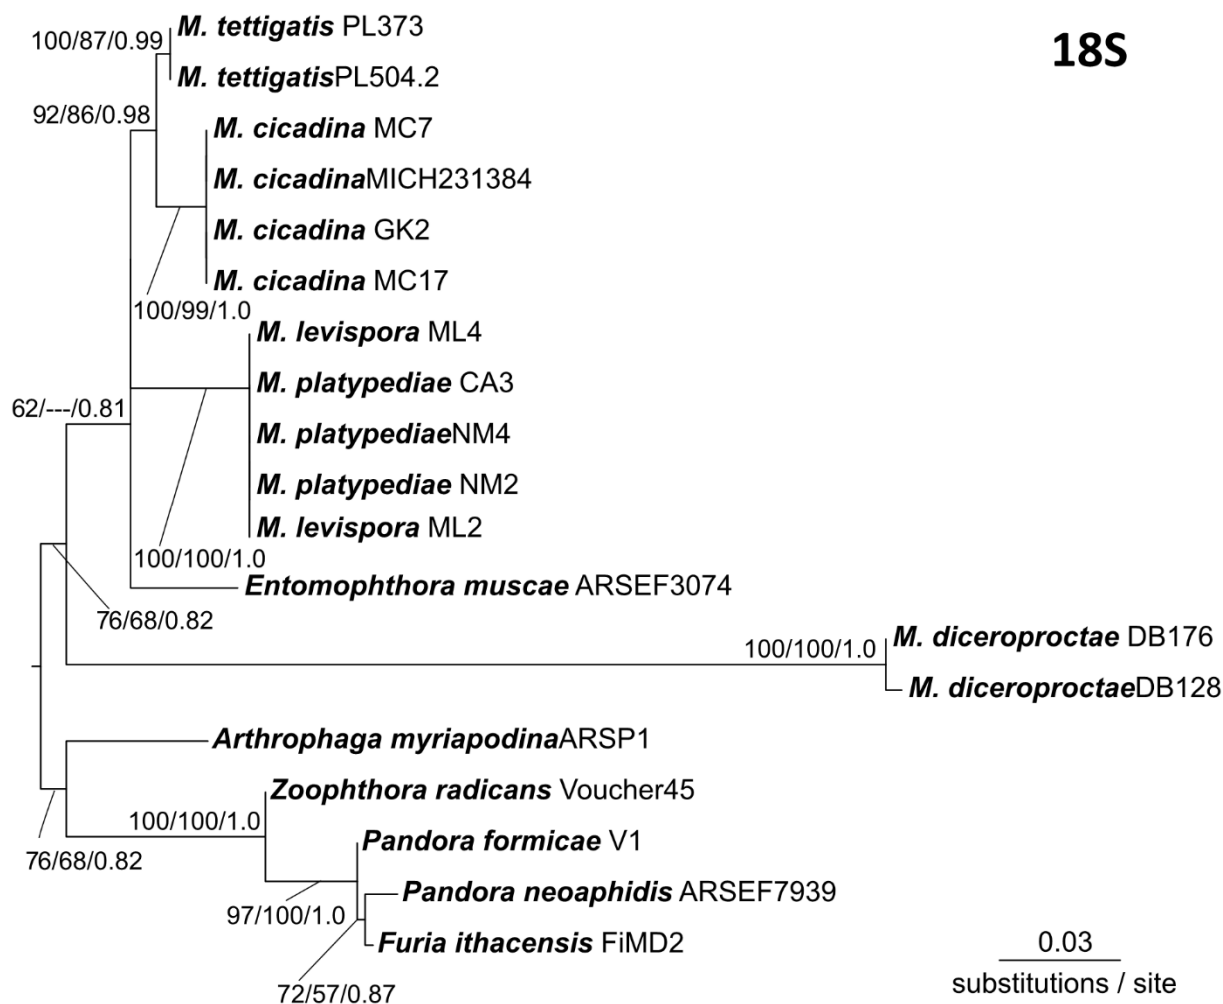 18S
M. tettigatis PL373
100/87/0.99
M. tettigatisPL504.2
92/86/0.98
M. cicadina MC7
M. cicadinaMICH231384
M. cicadina GK2
M. cicadina MC17
100/99/1.0
M. levispora ML4
M. platypediae CA3
62/---/0.81
M. platypediaeNM4
M. platypediae NM2
M. levispora ML2
100/100/1.0
Entomophthora muscae ARSEF3074
76/68/0.82
M. diceroproctae DB176
100/100/1.0
M. diceroproctaeDB128
Arthrophaga myriapodinaARSP1
Zoophthora radicans Voucher45
100/100/1.0
Pandora formicae V1
76/68/0.82
Pandora neoaphidis ARSEF7939
97/100/1.0
Furia ithacensis FiMD2
72/57/0.87
0.03
substitutions / site